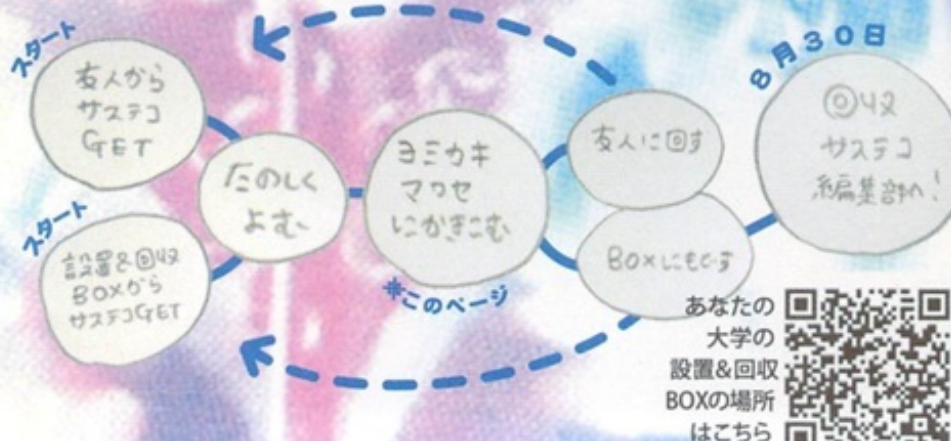 スタート
友人から
サステコ
GET
スタート
設置&回収
BOXから
サステコGET
たのしく
よむ
ヨミカキ
マワセ
にかきこむ
※このページ
友人に回す
BOXにもどす
8月30日
回収
サステコ
編集部へ!
あなたの
大学の
設置&回収
BOXの場所
はこちら